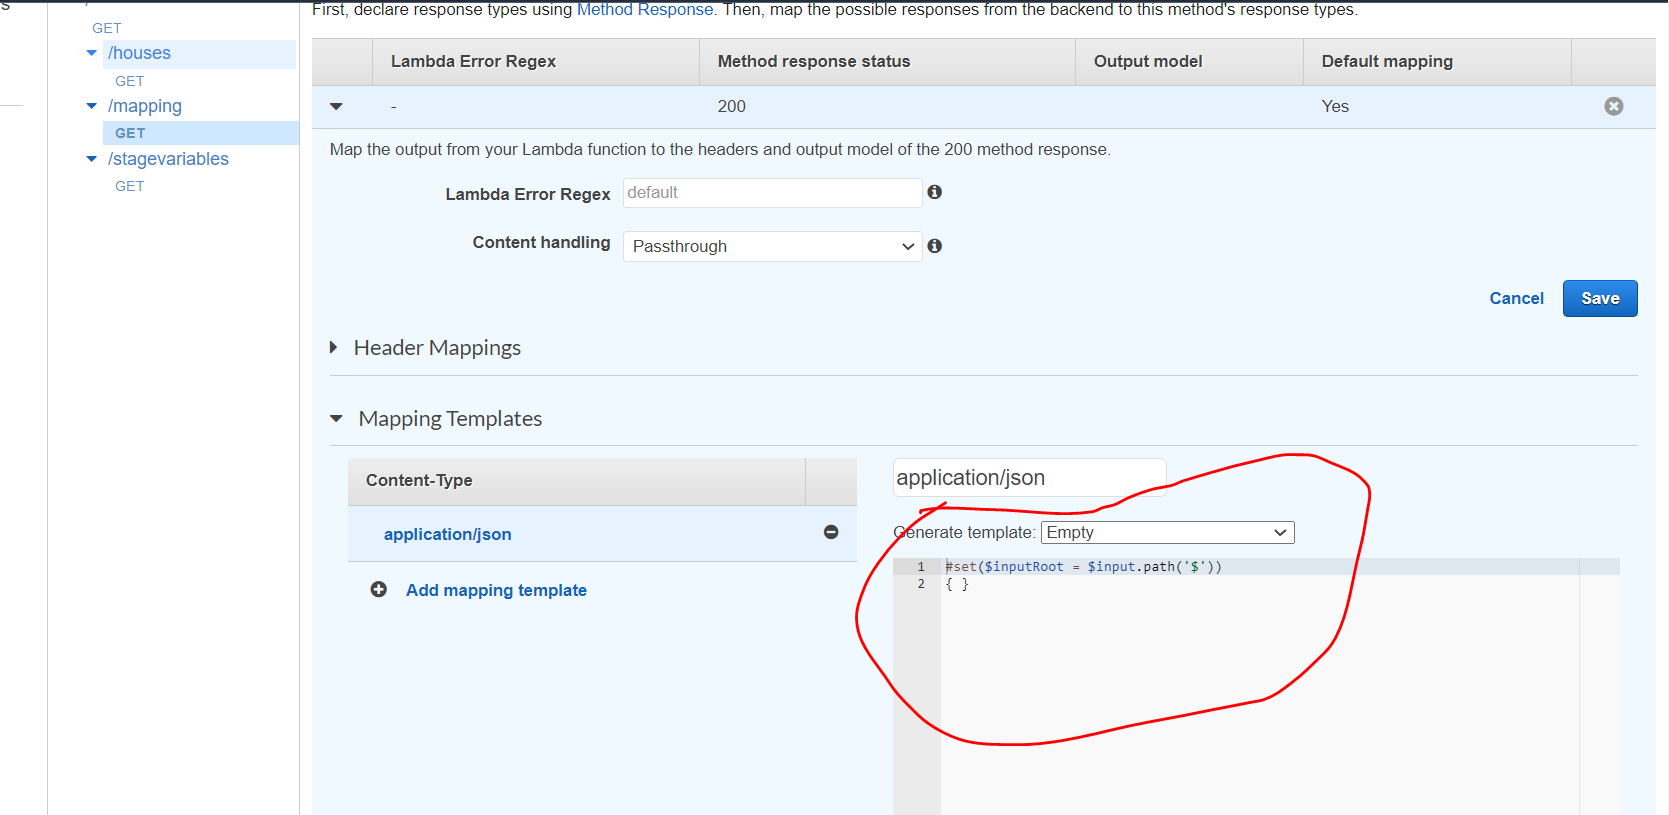 First, declare response types using Method Response. Then, map the possible responses from the backend to this method's response types.
GET
/houses
GET
/mapping
GET
/stagevariables
GET
Lambda Error Regex Method response status Output model Default mapping
- 200 Yes
Map the output from your Lambda function to the headers and output model of the 200 method response.
Lambda Error Regex default
Content handling Passthrough
Cancel Save
Header Mappings
Mapping Templates
Content-Type
application/json
Add mapping template
application/json
Generate template: Empty
1 #set($inputRoot = $input.path('$'))
2 { }